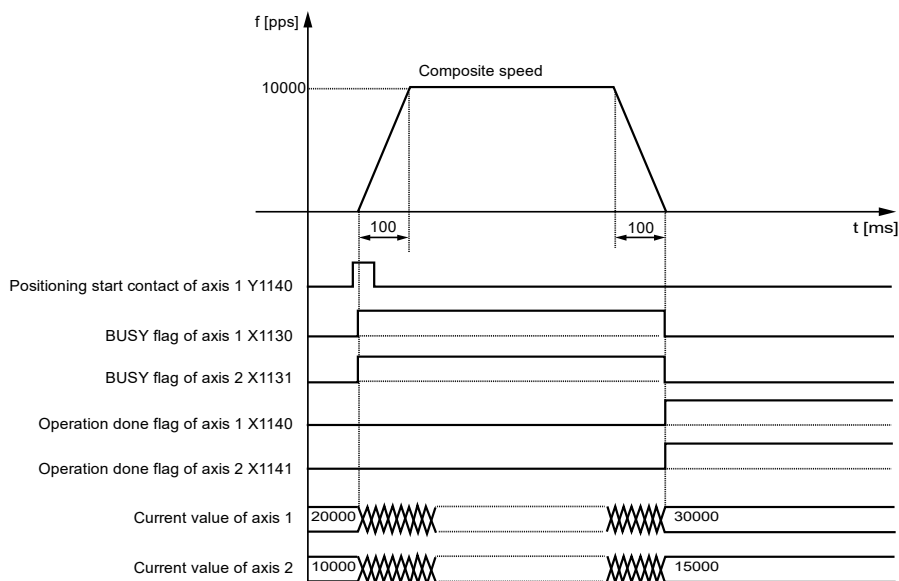 f [pps]
Composite speed
10000
100
100
t [ms]
Positioning start contact of axis 1 Y1140
BUSY flag of axis 1 X1130
BUSY flag of axis 2 X1131
Operation done flag of axis 1 X1140
Operation done flag of axis 2 X1141
Current value of axis 1 20000 30000
Current value of axis 2 10000 15000